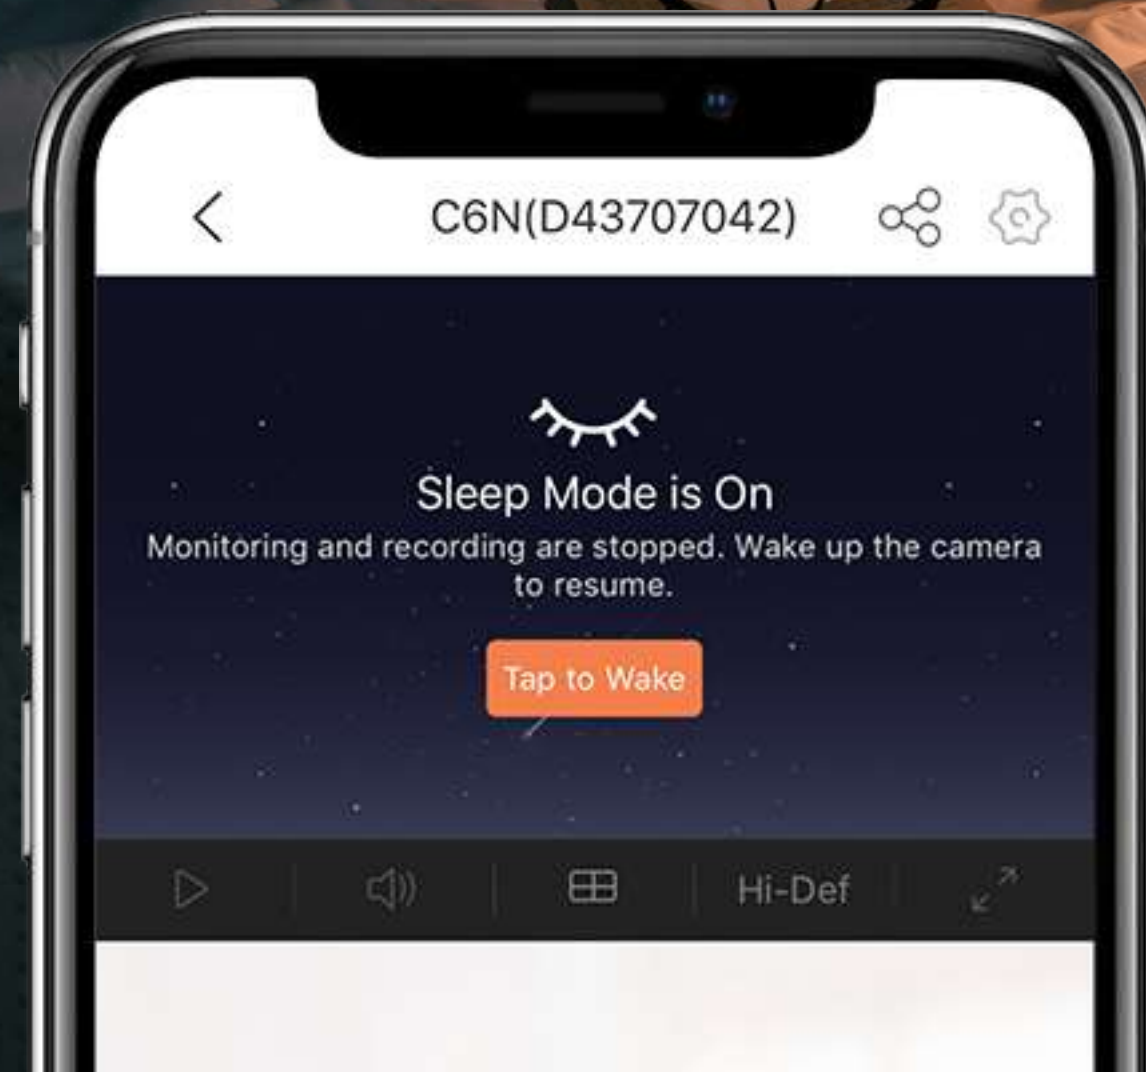 C6N(D43707042)
Sleep Mode is On
Monitoring and recording are stopped. Wake up the camera
to resume.
Tap to Wake
Hi-Def